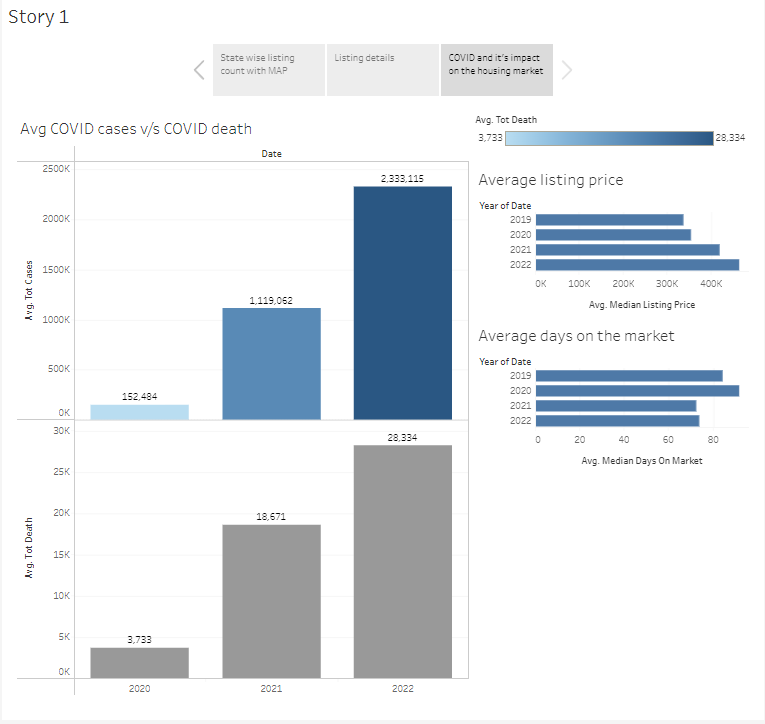 Story 1
State wise listing
count with MAP
Listing details
COVID and it's impact
on the housing market
Avg COVID cases v/s COVID death
Date
Avg. Tot Cases
2500K
2000K
1500K
1000K
500K
0K
152,484
1,119,062
2,333,115
Avg. Tot Death
30K
25K
20K
15K
10K
5K
0K
3,733
18,671
28,334
2020
2021
2022
Avg. Tot Death
3,733
28,334
Average listing price
Year of Date
2019
2020
2021
2022
0K
100K
200K
300K
400K
Avg. Median Listing Price
Average days on the market
Year of Date
2019
2020
2021
2022
0
20
40
60
80
Avg. Median Days On Market